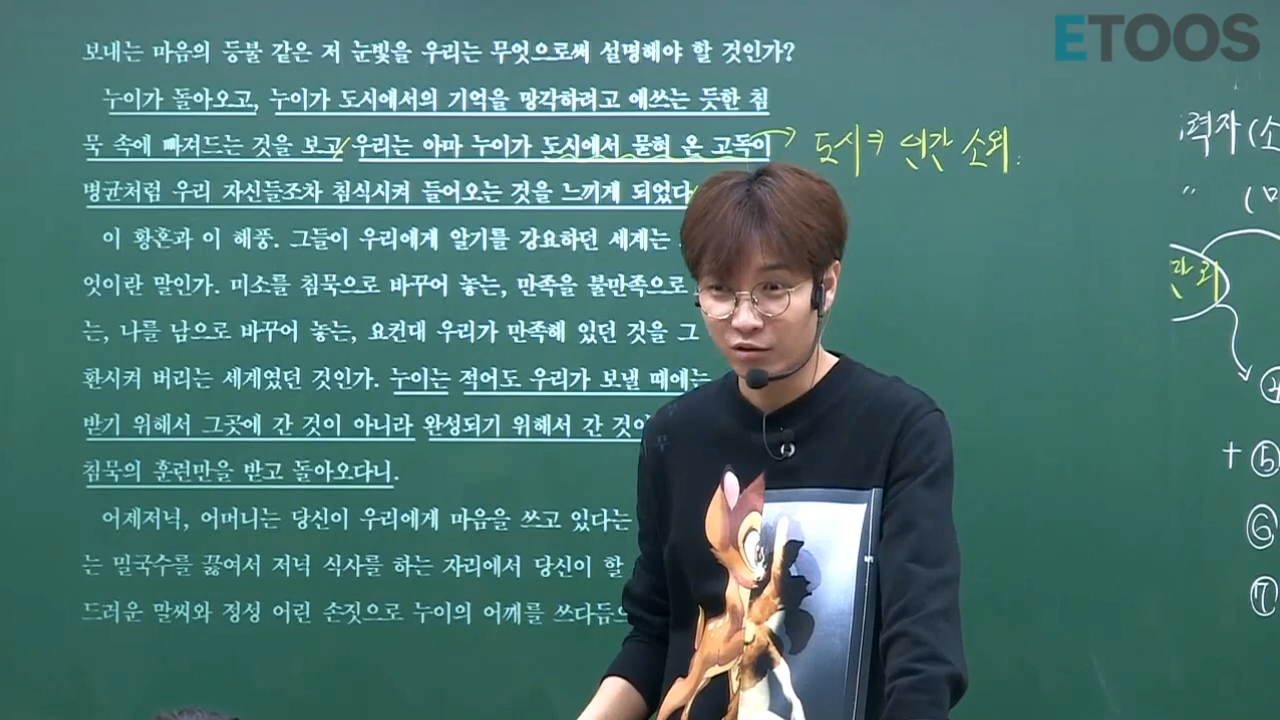 ETOOS
보내는 마음의 등불 같은 저 눈빛을 우리는 무엇으로써 설명해야 할 것인가?
누이가 돌아오고, 누이가 도시에서의 기억을 망각하려고 애쓰는 듯한 침
묵 속에 빠져드는 것을 보고 우리는 아마 누이가 도시에서 묻혀 온 고독이
도시 인간 소외
명균처럼 우리 자신들조차 침식시켜 들어오는 것을 느끼게 되었다
이 황혼과 이 해풍. 그들이 우리에게 알기를 강요하던 세계는
엇이란 말인가. 미소를 침묵으로 바꾸어 놓는, 만족을 불만족으로
는, 나를 남으로 바꾸어 놓는, 요컨대 우리가 만족해 있던 것을 그
환시켜 버리는 세계였던 것인가. 누이는 적어도 우리가 보낼 때에는
받기 위해서 그곳에 간 것이 아니라 완성되기 위해서 간 것이
침묵의 훈련만을 받고 돌아오다니.
어제저녁, 어머니는 당신이 우리에게 마음을 쓰고 있다는
는 밀국수를 끓여서 저녁 식사를 하는 자리에서 당신이 할
드러운 말씨와 정성 어린 손짓으로 누이의 어깨를 쓰다듬으
력자 (소
" (
+ ⑤
⑥
⑦